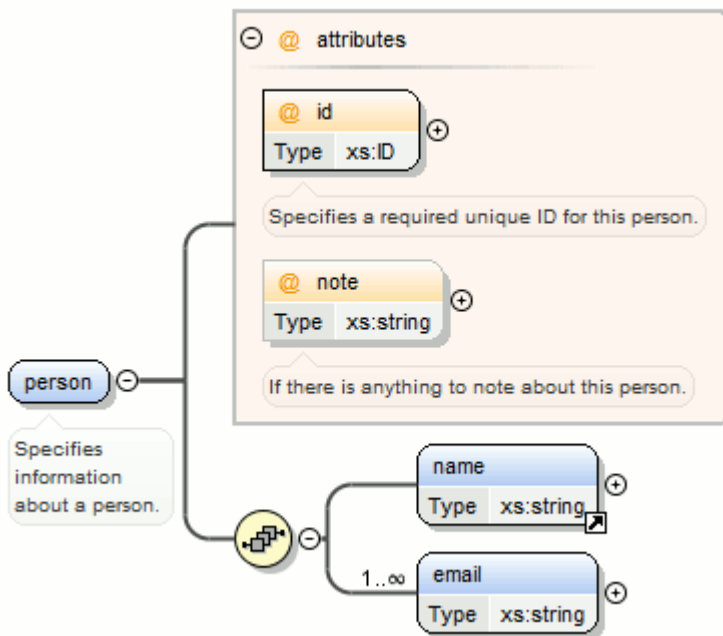 @ attributes
@ id
Type xs:ID
Specifies a required unique ID for this person.
@ note
Type xs:string
If there is anything to note about this person.
person
Specifies
information
about a person.
name
Type xs:string
1..∞
email
Type xs:string